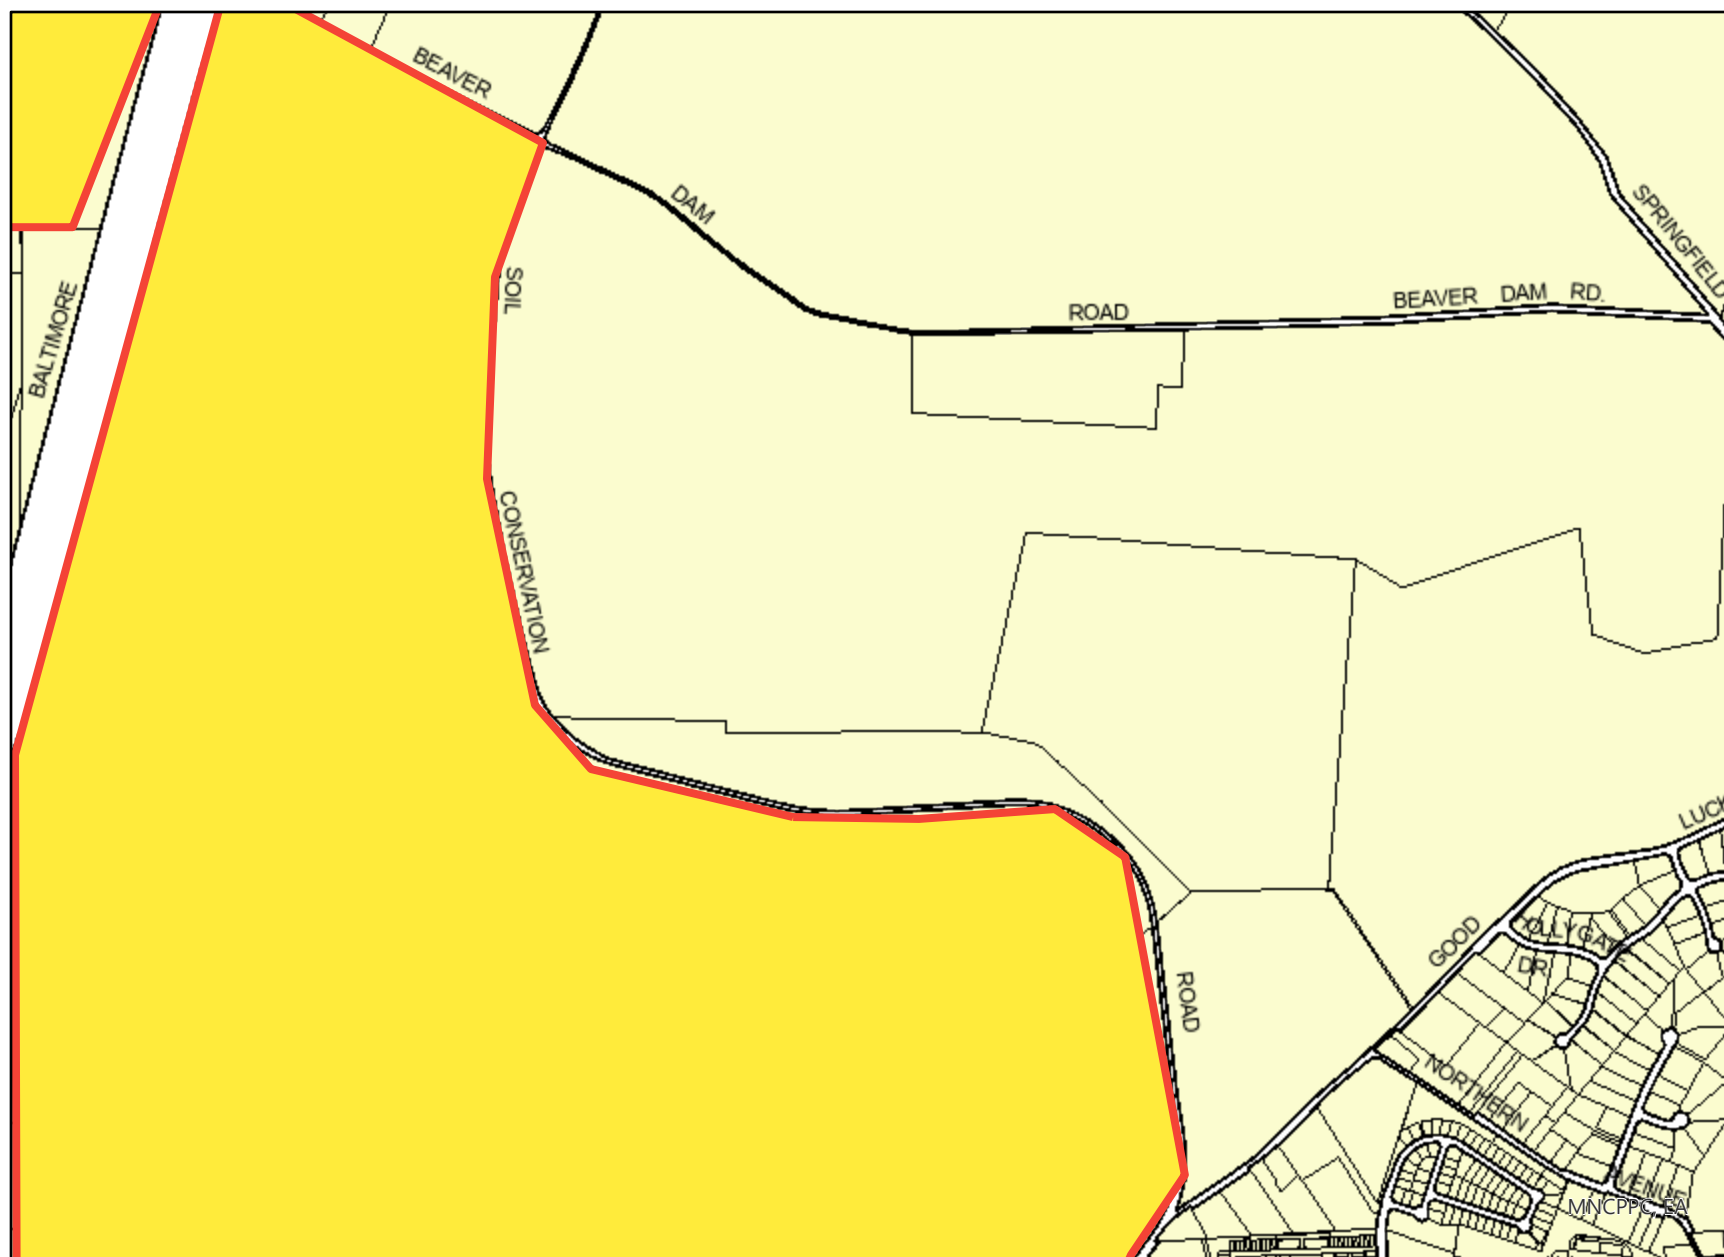 BEAVER
DAM
SPRINGFIELD
SOIL
BALTIMORE
ROAD
BEAVER DAM RD.
CONSERVATION
LUCK
GOOD
DR
ROAD
NORTHERN
AVENUE
MNCPPC, EA